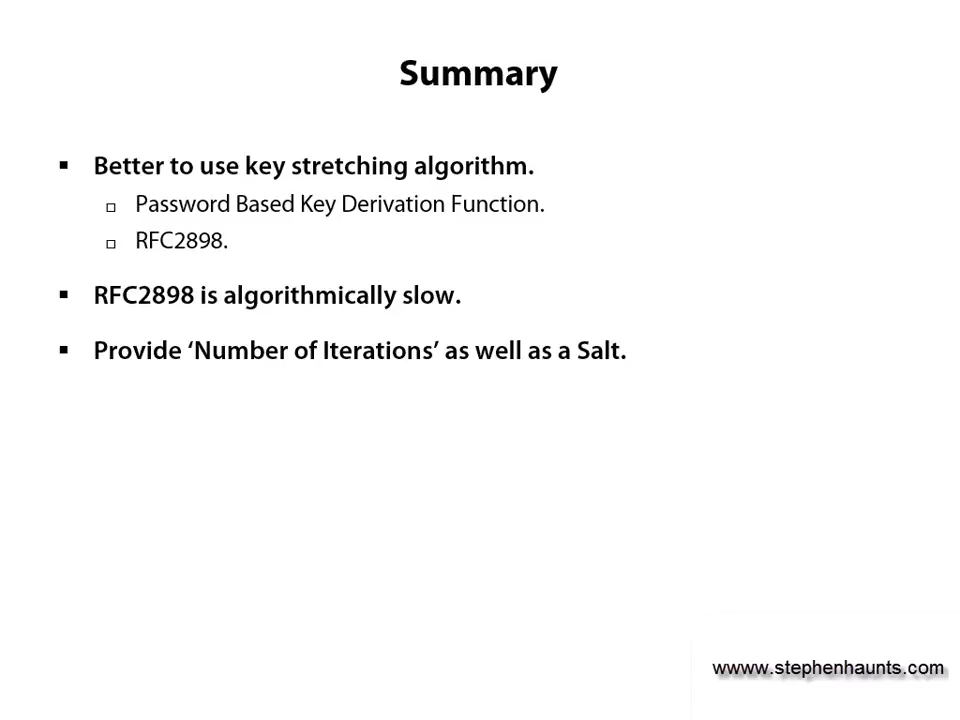 Summary
▪ Better to use key stretching algorithm.
▫ Password Based Key Derivation Function.
▫ RFC2898.
▪ RFC2898 is algorithmically slow.
▪ Provide ‘Number of Iterations’ as well as a Salt.
wwww.stephenhaunts.com